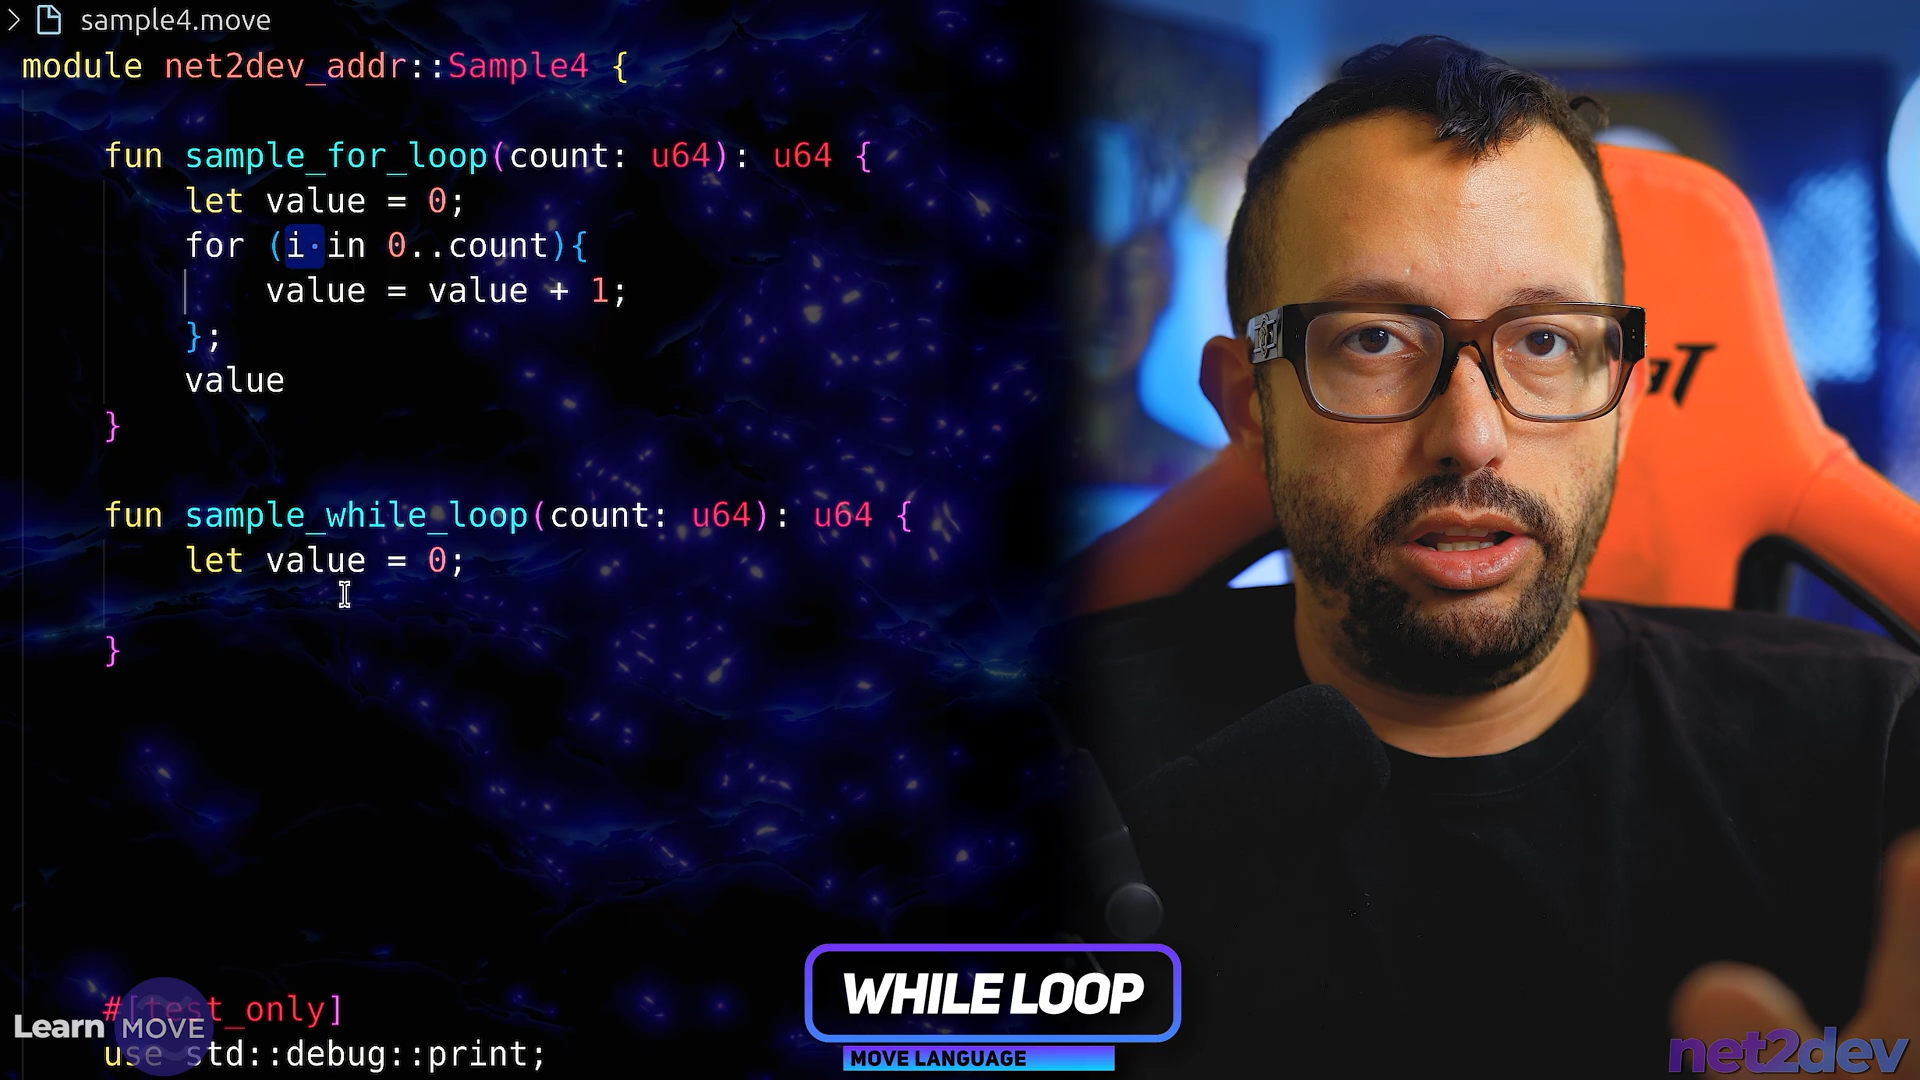 sample4.move
module net2dev_addr::Sample4 {
fun sample_for_loop(count: u64): u64 {
let value = 0;
for (i in 0..count){
value = value + 1;
};
value
}
fun sample_while_loop(count: u64): u64 {
let value = 0;
}
#[test_only]
Learn MOVE
use std::debug::print;
WHILE LOOP
MOVE LANGUAGE
net2dev